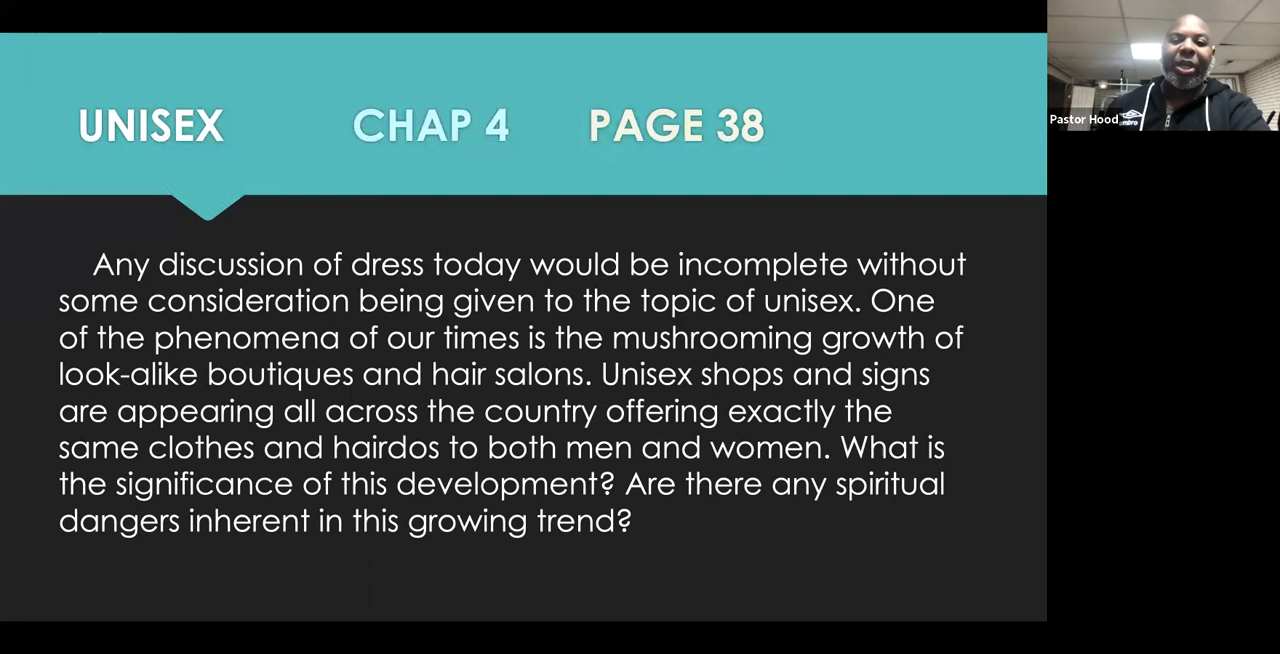 UNISEX CHAP 4 PAGE 38
Any discussion of dress today would be incomplete without
some consideration being given to the topic of unisex. One
of the phenomena of our times is the mushrooming growth of
look-alike boutiques and hair salons. Unisex shops and signs
are appearing all across the country offering exactly the
same clothes and hairdos to both men and women. What is
the significance of this development? Are there any spiritual
dangers inherent in this growing trend?
Pastor Hood